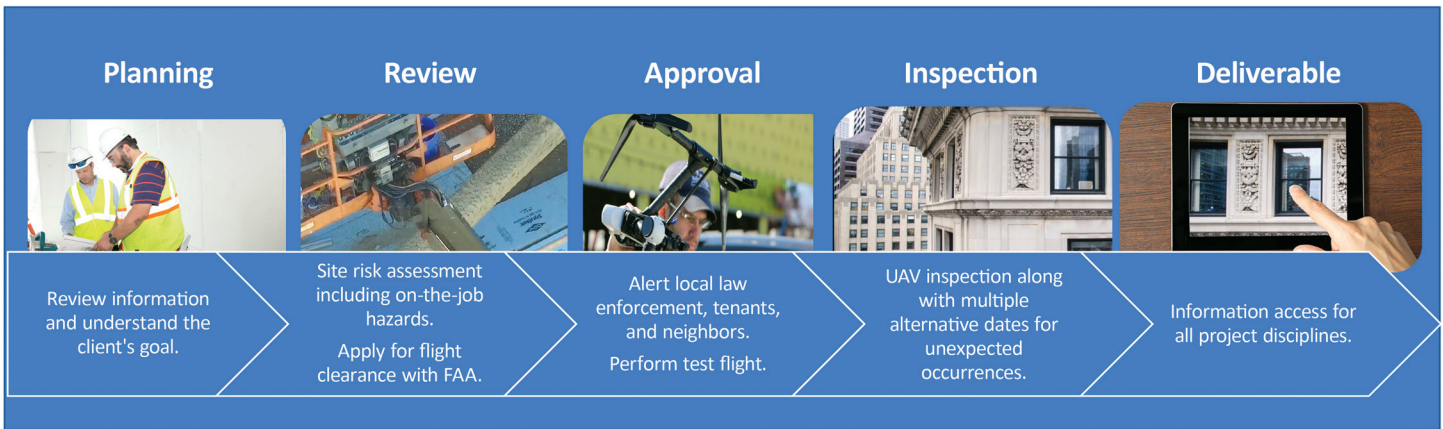 Planning
Review
Approval
Inspection
Deliverable
Review information
and understand the
client's goal.
Site risk assessment
including on-the-job
hazards.
Apply for flight
clearance with FAA.
Alert local law
enforcement, tenants,
and neighbors.
Perform test flight.
UAV inspection along
with multiple
alternative dates for
unexpected
occurrences.
Information access for
all project disciplines.